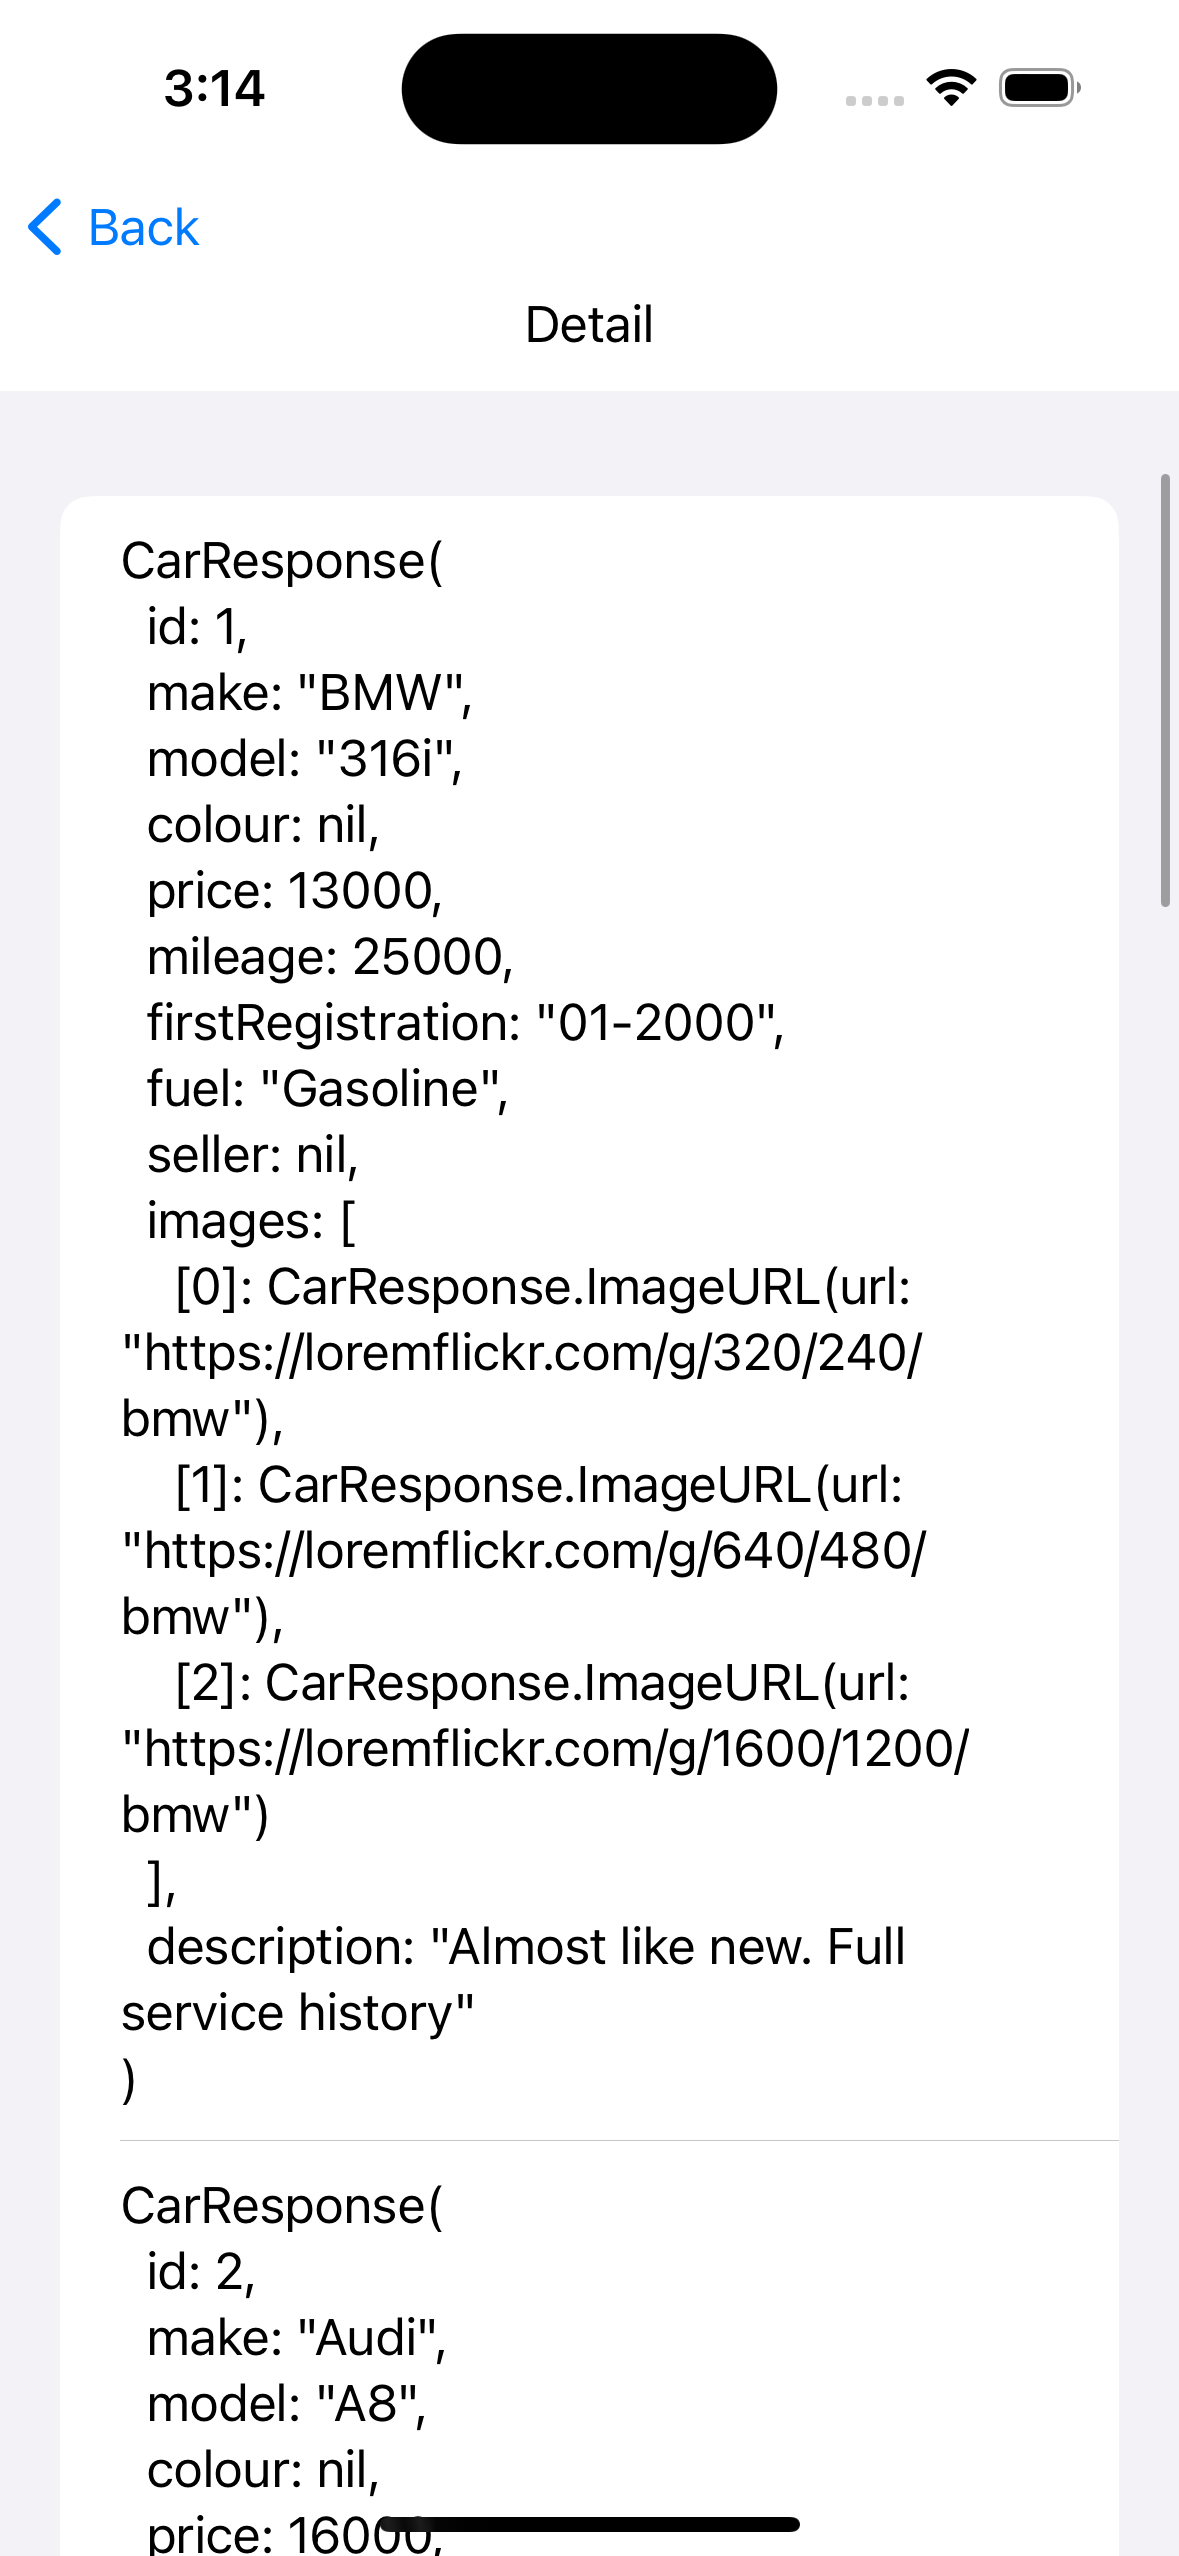 3:14
Back
Detail
CarResponse(
  id: 1,
  make: "BMW",
  model: "316i",
  colour: nil,
  price: 13000,
  mileage: 25000,
  firstRegistration: "01-2000",
  fuel: "Gasoline",
  seller: nil,
  images: [
    [0]: CarResponse.ImageURL(url:
"https://loremflickr.com/g/320/240/
bmw"),
    [1]: CarResponse.ImageURL(url:
"https://loremflickr.com/g/640/480/
bmw"),
    [2]: CarResponse.ImageURL(url:
"https://loremflickr.com/g/1600/1200/
bmw")
  ],
  description: "Almost like new. Full
service history"
)
CarResponse(
  id: 2,
  make: "Audi",
  model: "A8",
  colour: nil,
  price: 16000,